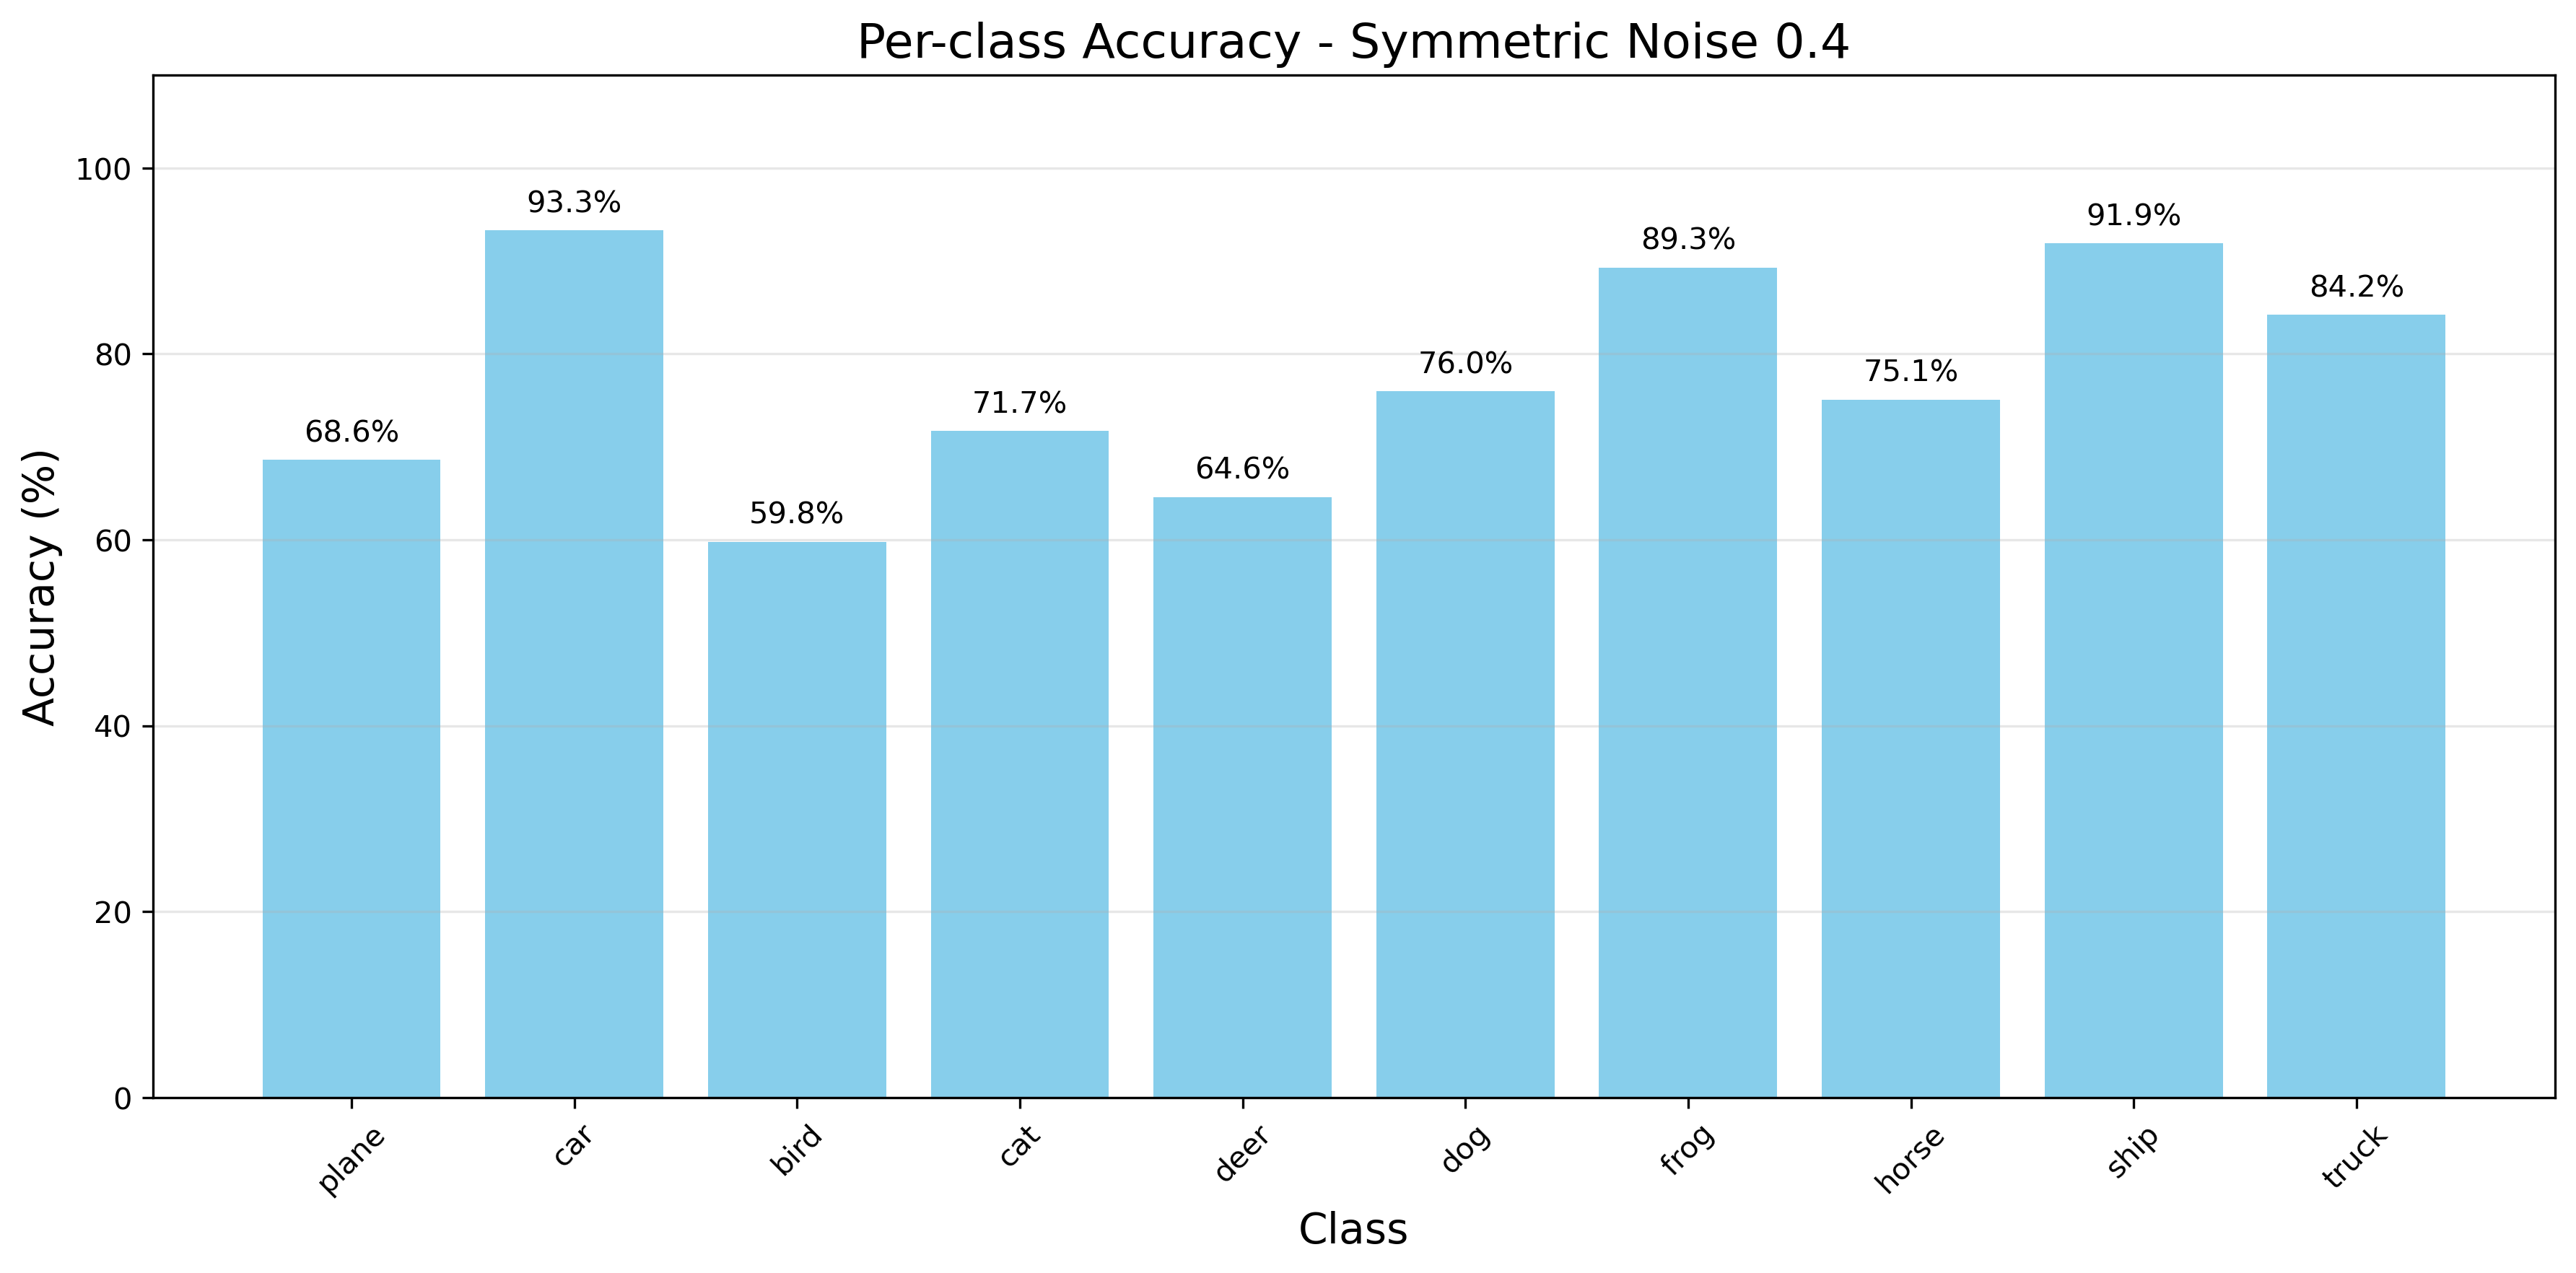 Per-class Accuracy - Symmetric Noise 0.4
Accuracy (%)
100
80
60
40
20
0
68.6%
93.3%
59.8%
71.7%
64.6%
76.0%
89.3%
75.1%
91.9%
84.2%
plane
car
bird
cat
deer
dog
frog
horse
ship
truck
Class